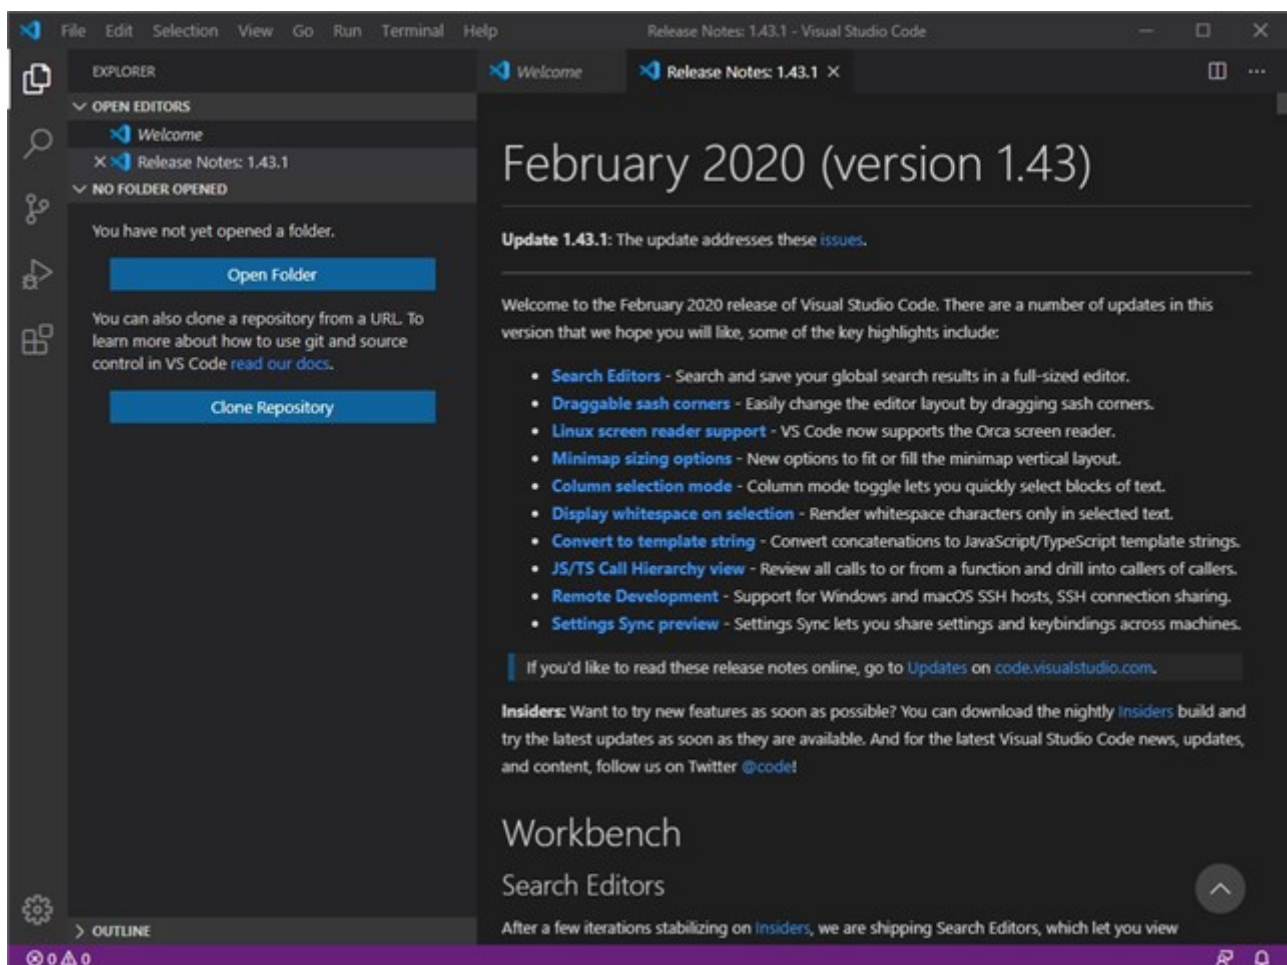 File Edit Selection View Go Run Terminal Help
Release Notes: 1.43.1 - Visual Studio Code
EXPLORER
OPEN EDITORS
Welcome
Release Notes: 1.43.1
NO FOLDER OPENED
You have not yet opened a folder.
Open Folder
You can also clone a repository from a URL. To
learn more about how to use git and source
control in VS Code read our docs.
Clone Repository
OUTLINE
Welcome
Release Notes: 1.43.1
February 2020 (version 1.43)
Update 1.43.1: The update addresses these issues.
Welcome to the February 2020 release of Visual Studio Code. There are a number of updates in this
version that we hope you will like, some of the key highlights include:
• Search Editors - Search and save your global search results in a full-sized editor.
• Draggable sash corners - Easily change the editor layout by dragging sash corners.
• Linux screen reader support - VS Code now supports the Orca screen reader.
• Minimap sizing options - New options to fit or fill the minimap vertical layout.
• Column selection mode - Column mode toggle lets you quickly select blocks of text.
• Display whitespace on selection - Render whitespace characters only in selected text.
• Convert to template string - Convert concatenations to JavaScript/TypeScript template strings.
• JS/TS Call Hierarchy view - Review all calls to or from a function and drill into callers of callers.
• Remote Development - Support for Windows and macOS SSH hosts, SSH connection sharing.
• Settings Sync preview - Settings Sync lets you share settings and keybindings across machines.
If you'd like to read these release notes online, go to Updates on code.visualstudio.com.
Insiders: Want to try new features as soon as possible? You can download the nightly Insiders build and
try the latest updates as soon as they are available. And for the latest Visual Studio Code news, updates,
and content, follow us on Twitter @code!
Workbench
Search Editors
After a few iterations stabilizing on Insiders, we are shipping Search Editors, which let you view
0 0